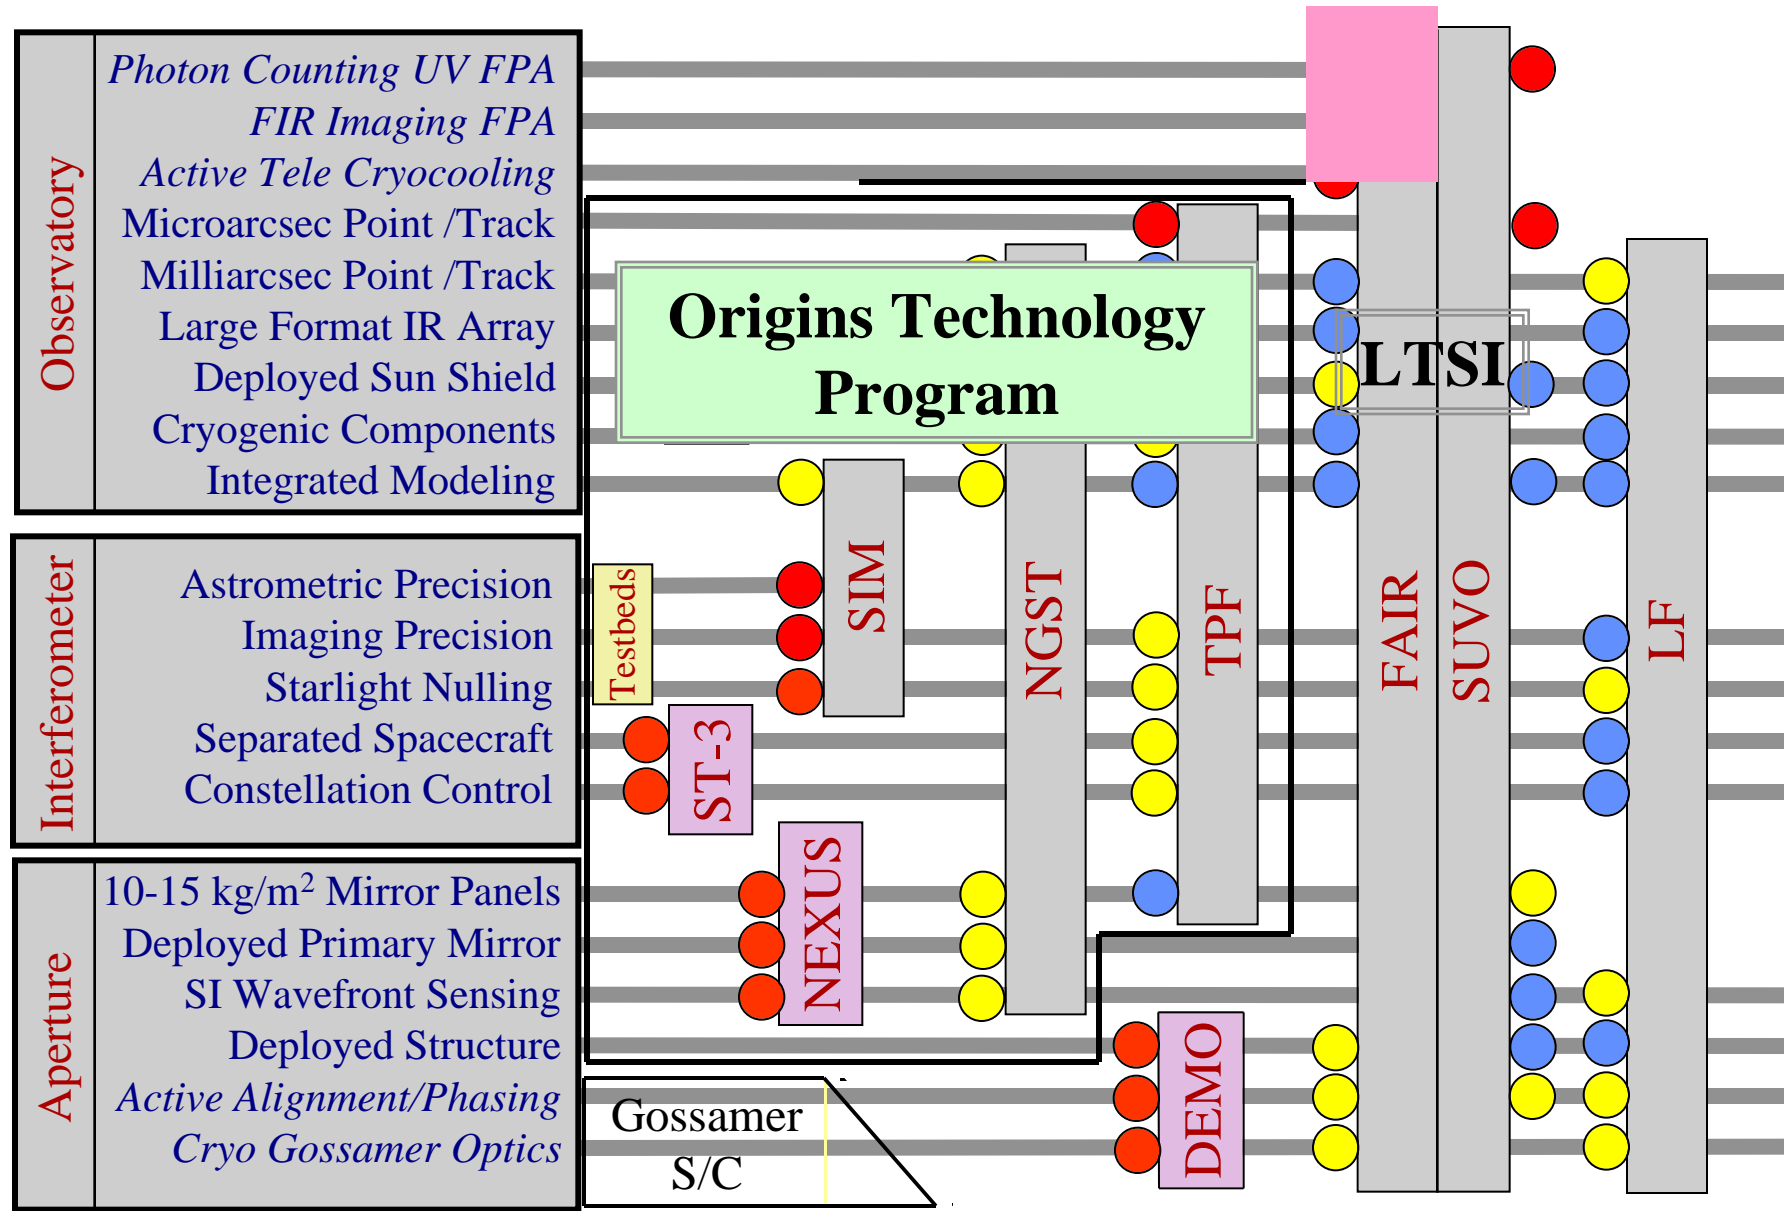 Observatory
Photon Counting UV FPA
FIR Imaging FPA
Active Tele Cryocooling
Microarcsec Point /Track
Milliarcsec Point /Track
Large Format IR Array
Deployed Sun Shield
Cryogenic Components
Integrated Modeling
Interferometer
Astrometric Precision
Imaging Precision
Starlight Nulling
Separated Spacecraft
Constellation Control
Aperture
10-15 kg/m² Mirror Panels
Deployed Primary Mirror
SI Wavefront Sensing
Deployed Structure
Active Alignment/Phasing
Cryo Gossamer Optics
Origins Technology
Program
LTSI
Testbeds
ST-3
NEXUS
SIM
NGST
TPF
DEMO
FAIR
SUVO
LF
Gossamer
S/C